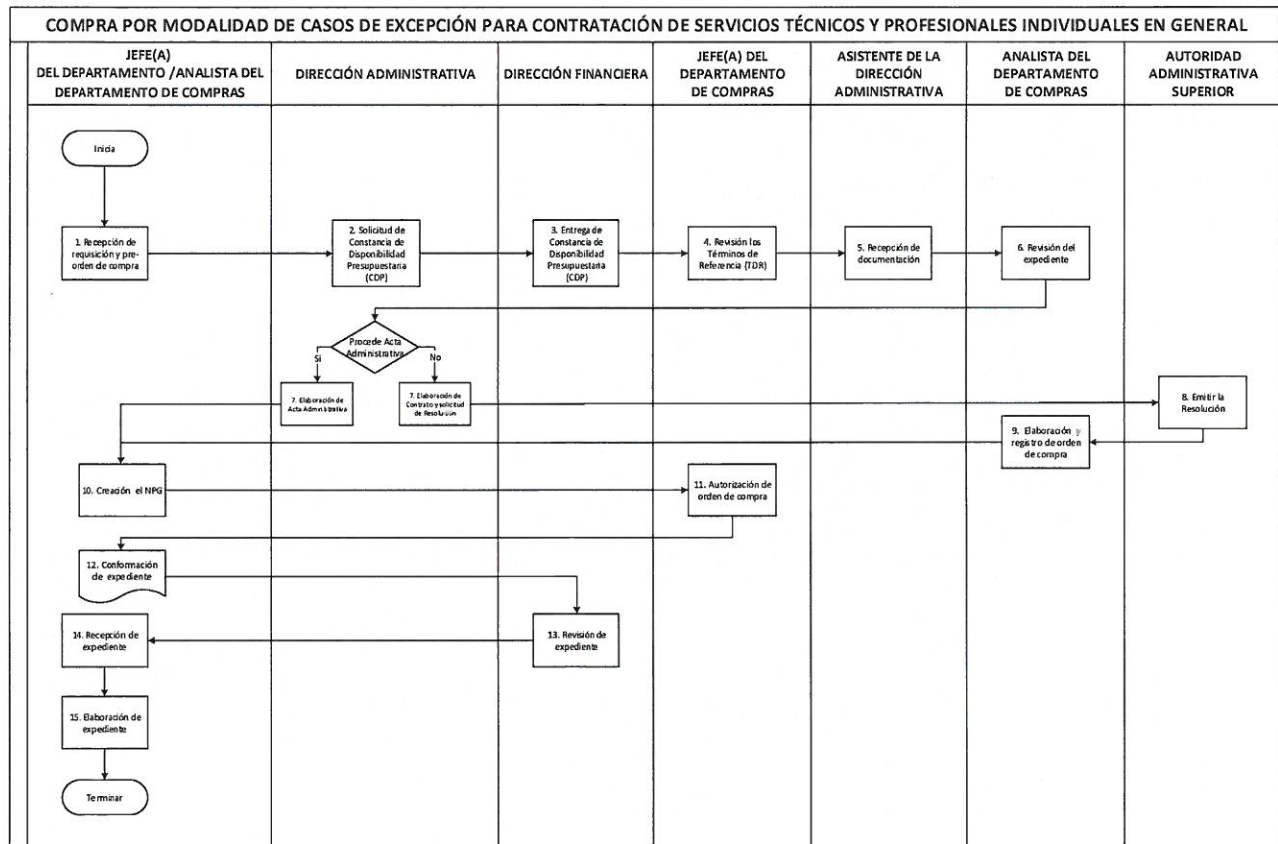 COMPRA POR MODALIDAD DE CASOS DE EXCEPCIÓN PARA CONTRATACIÓN DE SERVICIOS TÉCNICOS Y PROFESIONALES INDIVIDUALES EN GENERAL
JEFE(A)
DEL DEPARTAMENTO /ANALISTA DEL
DEPARTAMENTO DE COMPRAS
DIRECCIÓN ADMINISTRATIVA
DIRECCIÓN FINANCIERA
JEFE(A) DEL
DEPARTAMENTO
DE COMPRAS
ASISTENTE DE LA
DIRECCIÓN
ADMINISTRATIVA
ANALISTA DEL
DEPARTAMENTO
DE COMPRAS
AUTORIDAD
ADMINISTRATIVA
SUPERIOR
Inicia
1. Recepción de
requisición y pre-
orden de compra
2. Solicitud de
Constancia de
Disponibilidad
Presupuestaria
(CDP)
3. Entrega de
Constancia de
Disponibilidad
Presupuestaria
(CDP)
4. Revisión los
Términos de
Referencia (TDR)
5. Recepción de
documentación
6. Revisión del
expediente
Procede Acta
Administrativa
Si
No
7. Elaboración de
Acta Administrativa
7. Elaboración de
Contrato y solicitud
de Resolución
8. Emitir la
Resolución
9. Elaboración y
registro de orden
de compra
10. Creación el NPG
11. Autorización de
orden de compra
12. Conformación
de expediente
13. Revisión de
expediente
14. Recepción de
expediente
15. Elaboración de
expediente
Terminar